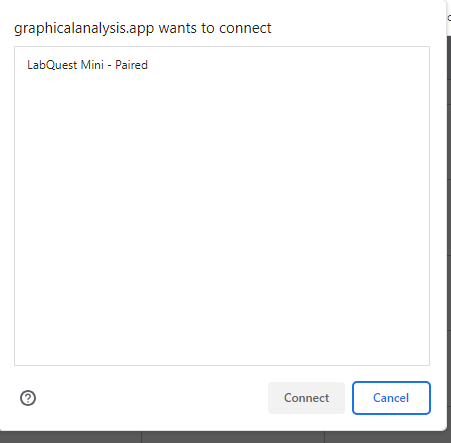 graphicalanalysis.app wants to connect
LabQuest Mini - Paired
Connect
Cancel